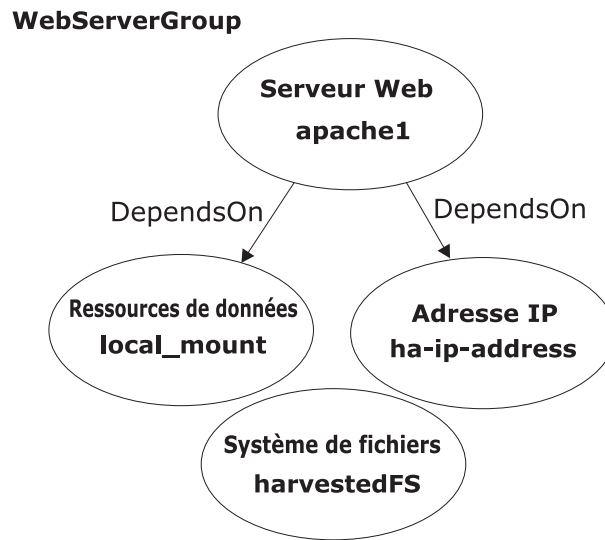 WebServerGroup
Serveur Web
apache1
DependsOn
DependsOn
Ressources de données
local_mount
Adresse IP
ha-ip-address
Système de fichiers
harvestedFS